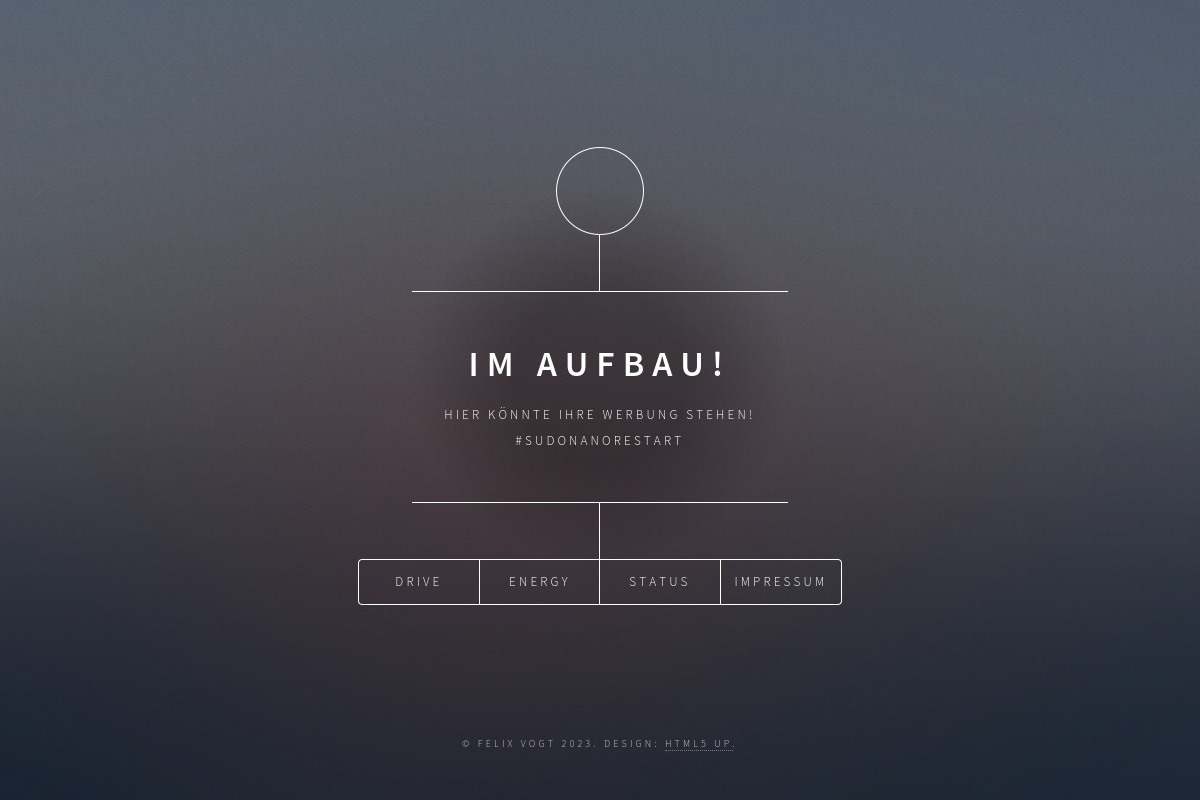 IM AUFBAU!
HIER KÖNNTE IHRE WERBUNG STEHEN!
#SUDONANORESTART
DRIVE
ENERGY
STATUS
IMPRESSUM
© FELIX VOGT 2023. DESIGN: HTML5 UP.